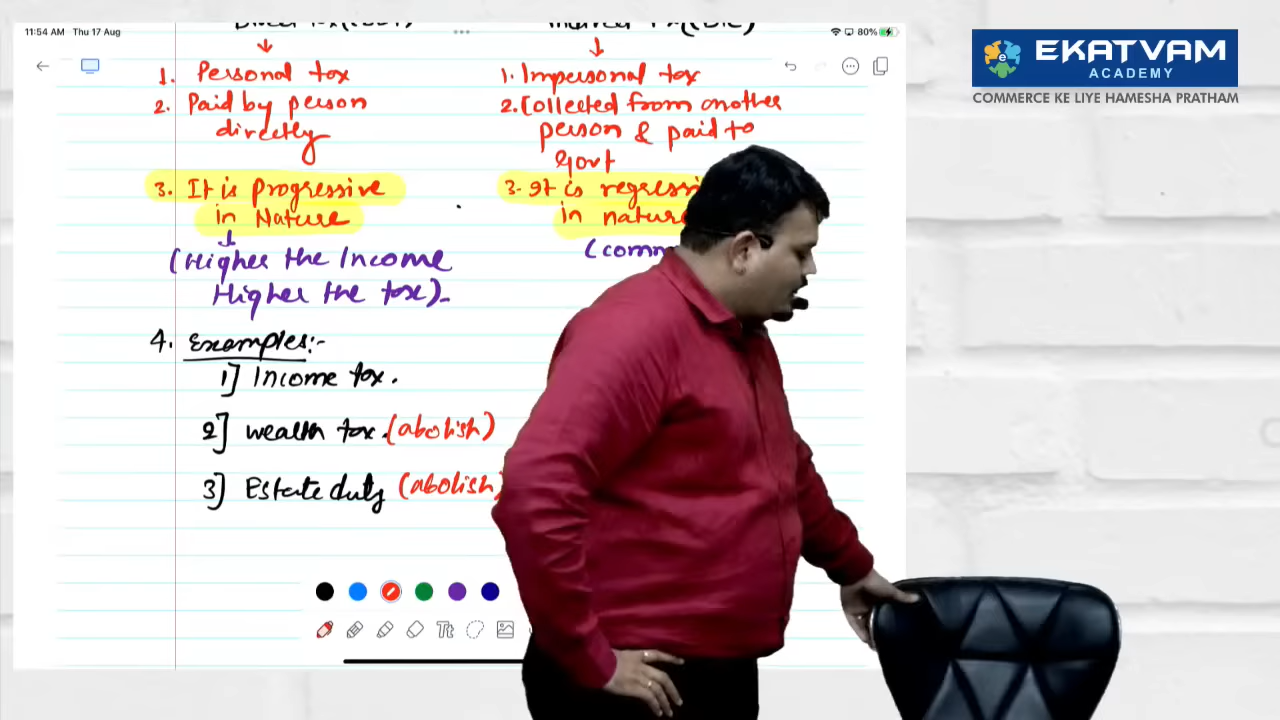 11:54 AM Thu 17 Aug
80%
EKATVAM
ACADEMY
COMMERCE KE LIYE HAMESHA PRATHAM
1. Personal tax
2. Paid by person
directly
3. It is progressive
in Nature
(Higher the Income
Higher the tax).
4. Examples:-
1] Income tax.
2] wealth tax. (abolish)
3] Estate duty (abolish)
1. Impersonal tax
2. Collected from another
person & paid to
Govt
3. It is
in nature
Tt